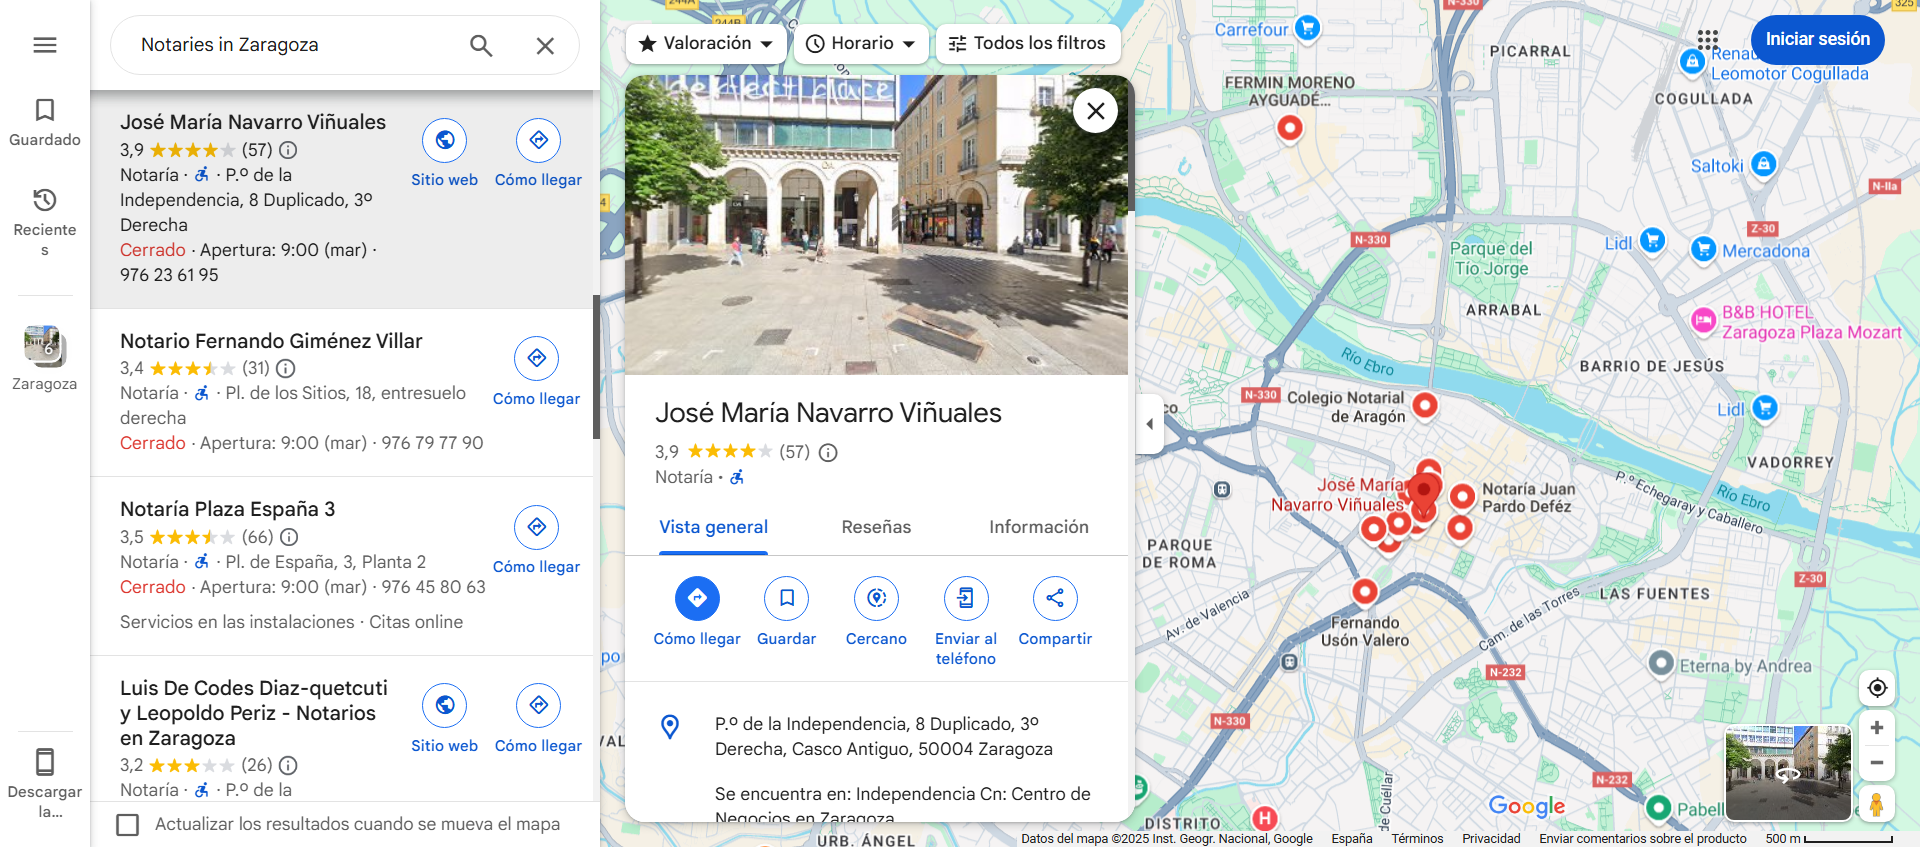 Notaries in Zaragoza
Guardado
Reciente
s
6
Zaragoza
Descargar
la...
José María Navarro Viñuales
3,9 (57)
Notaría · · P.º de la
Independencia, 8 Duplicado, 3º
Derecha
Cerrado · Apertura: 9:00 (mar) ·
976 23 61 95
Sitio web
Cómo llegar
Notario Fernando Giménez Villar
3,4 (31)
Notaría · · Pl. de los Sitios, 18, entresuelo
derecha
Cerrado · Apertura: 9:00 (mar) · 976 79 77 90
Cómo llegar
Notaría Plaza España 3
3,5 (66)
Notaría · · Pl. de España, 3, Planta 2
Cerrado · Apertura: 9:00 (mar) · 976 45 80 63
Servicios en las instalaciones · Citas online
Cómo llegar
Luis De Codes Diaz-quetcuti
y Leopoldo Periz - Notarios
en Zaragoza
3,2 (26)
Notaría · · P.º de la
Sitio web
Cómo llegar
Actualizar los resultados cuando se mueva el mapa
Valoración
Horario
Todos los filtros
perfect place
José María Navarro Viñuales
3,9 (57)
Notaría ·
Vista general
Reseñas
Información
Cómo llegar
Guardar
Cercano
Enviar al
teléfono
Compartir
P.º de la Independencia, 8 Duplicado, 3º
Derecha, Casco Antiguo, 50004 Zaragoza
Se encuentra en: Independencia Cn: Centro de
Negocios en Zaragoza
Iniciar sesión
244A
244B
N-330
325
Carrefour
PICARRAL
Leomotor Cogullada
FERMIN MORENO
AYGUADÉ...
COGULLADA
Saltoki
N-IIa
Z-30
N-330
Lidl
Mercadona
Parque del
Tío Jorge
ARRABAL
B&B HOTEL
Zaragoza Plaza Mozart
Río Ebro
BARRIO DE JESÚS
N-330
Colegio Notarial
de Aragón
Lidl
VADORREY
José María
Navarro Viñuales
Notaría Juan
Pardo Deféz
P.º Echegaray y Caballero
Río Ebro
PARQUE
DE ROMA
Z-30
LAS FUENTES
Av. de Valencia
Fernando
Usón Valero
Cam. de las Torres
Eterna by Andrea
N-232
N-330
N-232
de Cuéllar
Google
Pabell
DISTRITO
URB. ÁNGEL
Datos del mapa ©2025 Inst. Geogr. Nacional, Google
España
Términos
Privacidad
Enviar comentarios sobre el producto
500 m